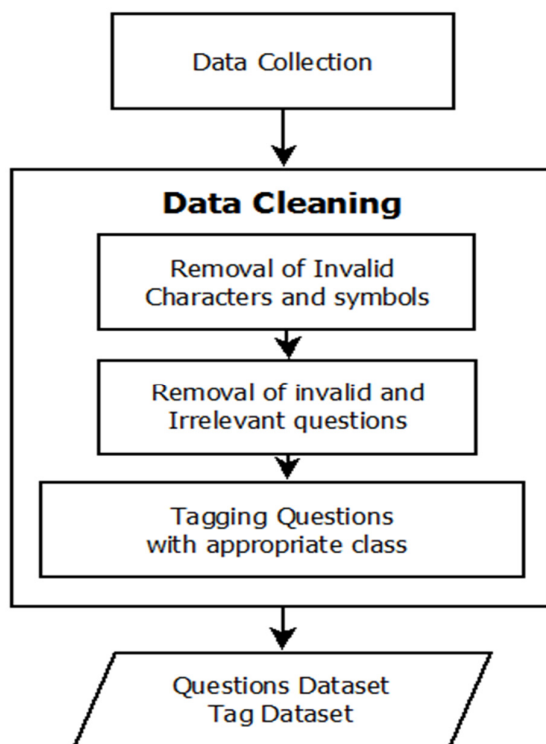 Data Collection
Data Cleaning
Removal of Invalid
Characters and symbols
Removal of invalid and
Irrelevant questions
Tagging Questions
with appropriate class
Questions Dataset
Tag Dataset